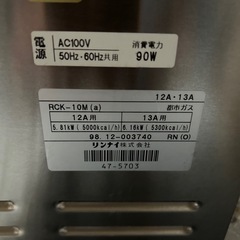 電源
AC100V
50Hz・60Hz共用
消費電力
90W
12A・13A
RCK-10M(a)
都市ガス
12A用
13A用
5.81kW(5000kcal/h)
6.16kW(5300kcal/h)
98.12-003740
RN(O)
リンナイ株式会社
47-5703